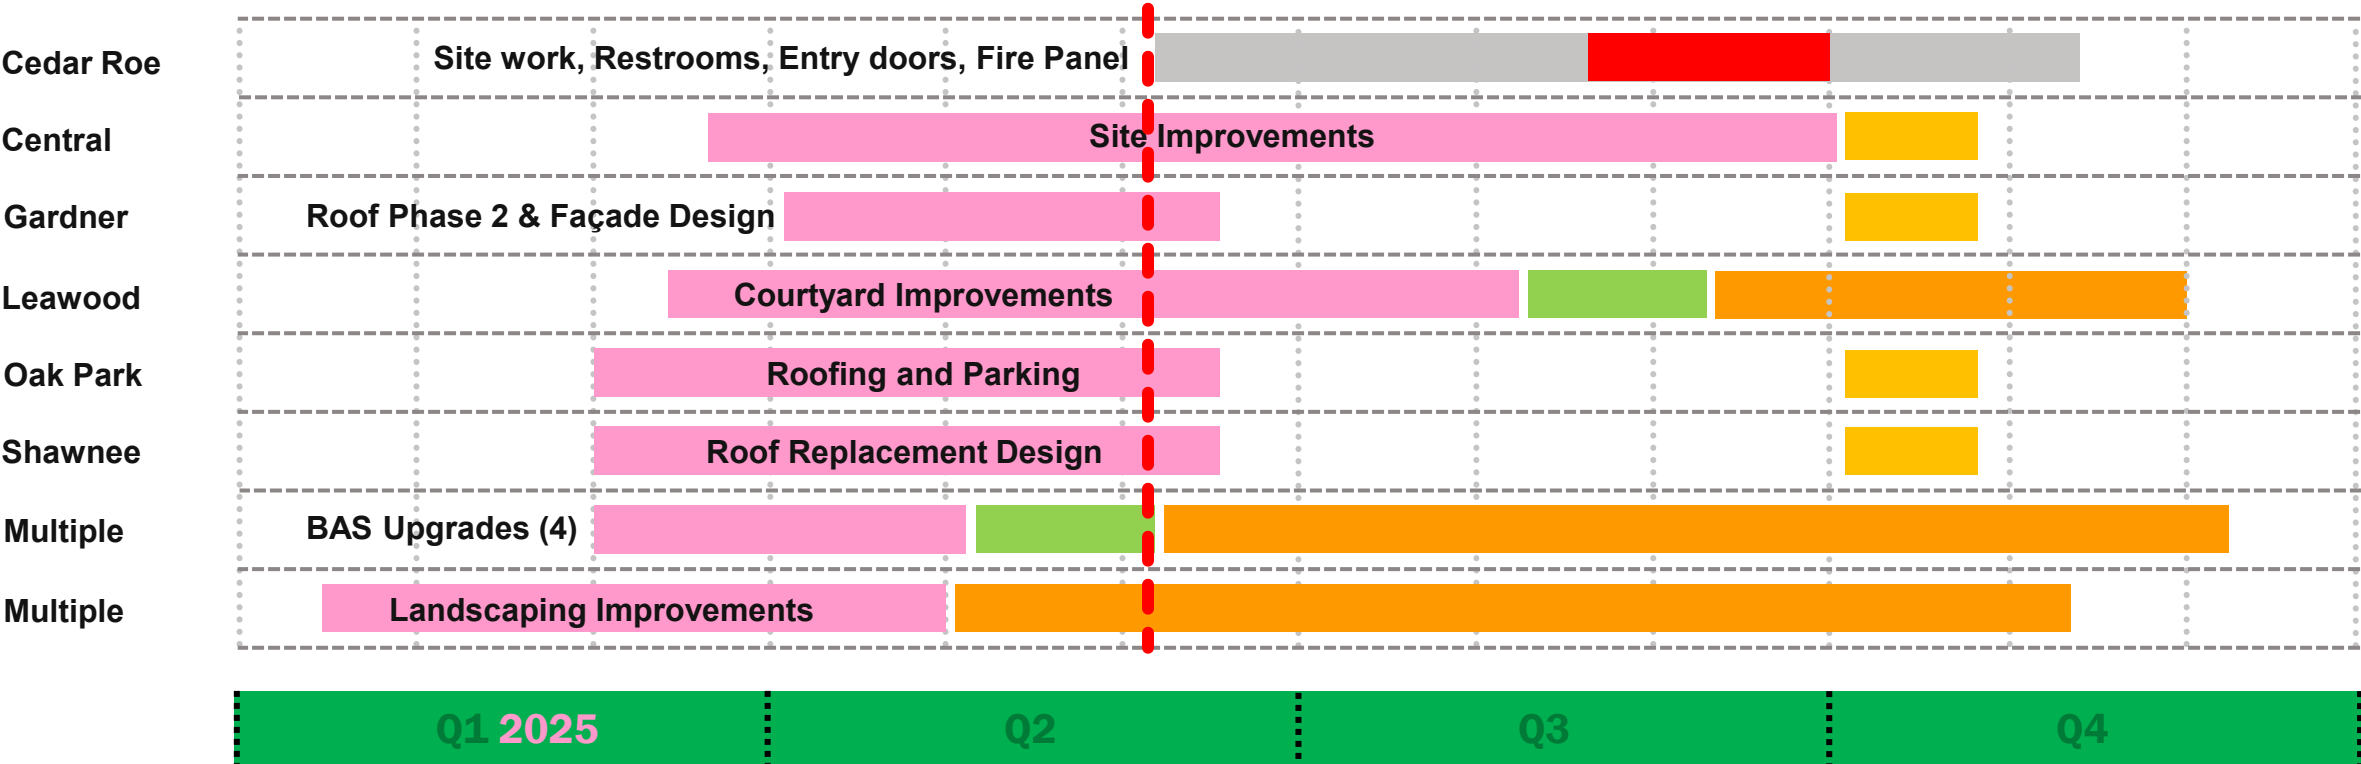 Cedar Roe
Site work, Restrooms, Entry doors, Fire Panel
Central
Site Improvements
Gardner
Roof Phase 2 & Façade Design
Leawood
Courtyard Improvements
Oak Park
Roofing and Parking
Shawnee
Roof Replacement Design
Multiple
BAS Upgrades (4)
Multiple
Landscaping Improvements
Q1 2025 Q2 Q3 Q4